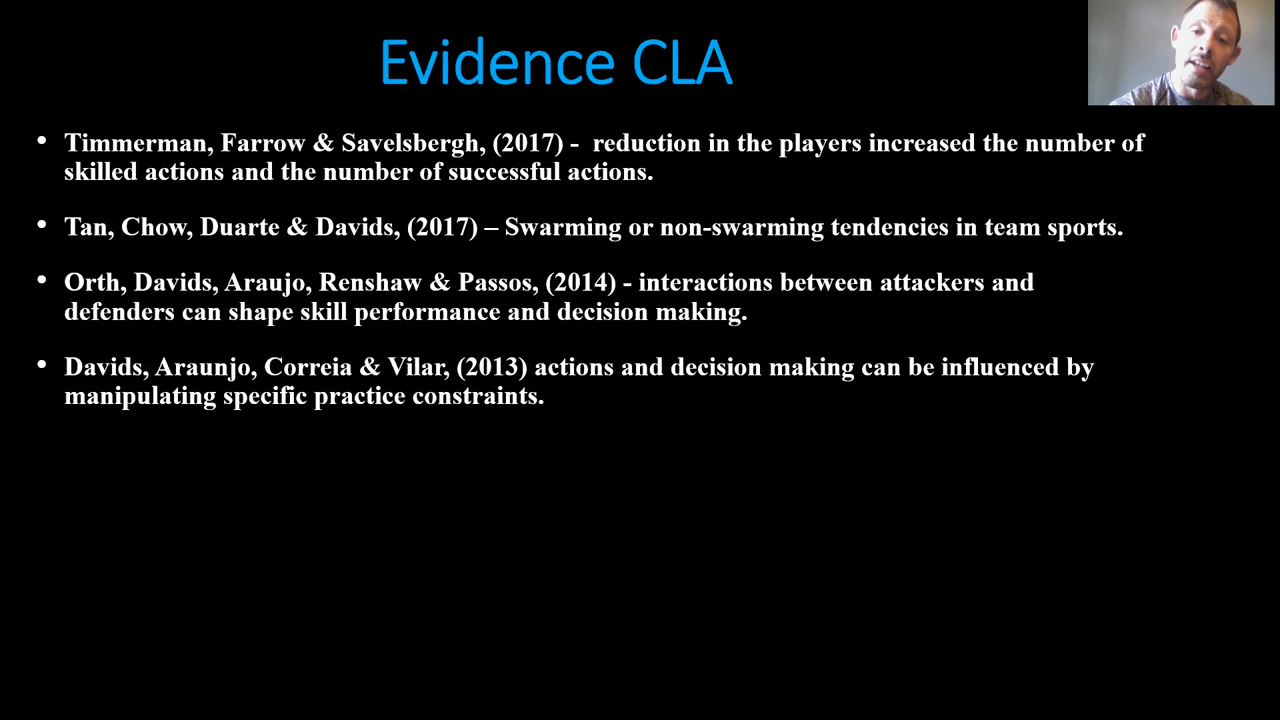 Evidence CLA
• Timmerman, Farrow & Savelsbergh, (2017) -  reduction in the players increased the number of
skilled actions and the number of successful actions.
• Tan, Chow, Duarte & Davids, (2017) – Swarming or non-swarming tendencies in team sports.
• Orth, Davids, Araujo, Renshaw & Passos, (2014) - interactions between attackers and
defenders can shape skill performance and decision making.
• Davids, Araunjo, Correia & Vilar, (2013) actions and decision making can be influenced by
manipulating specific practice constraints.